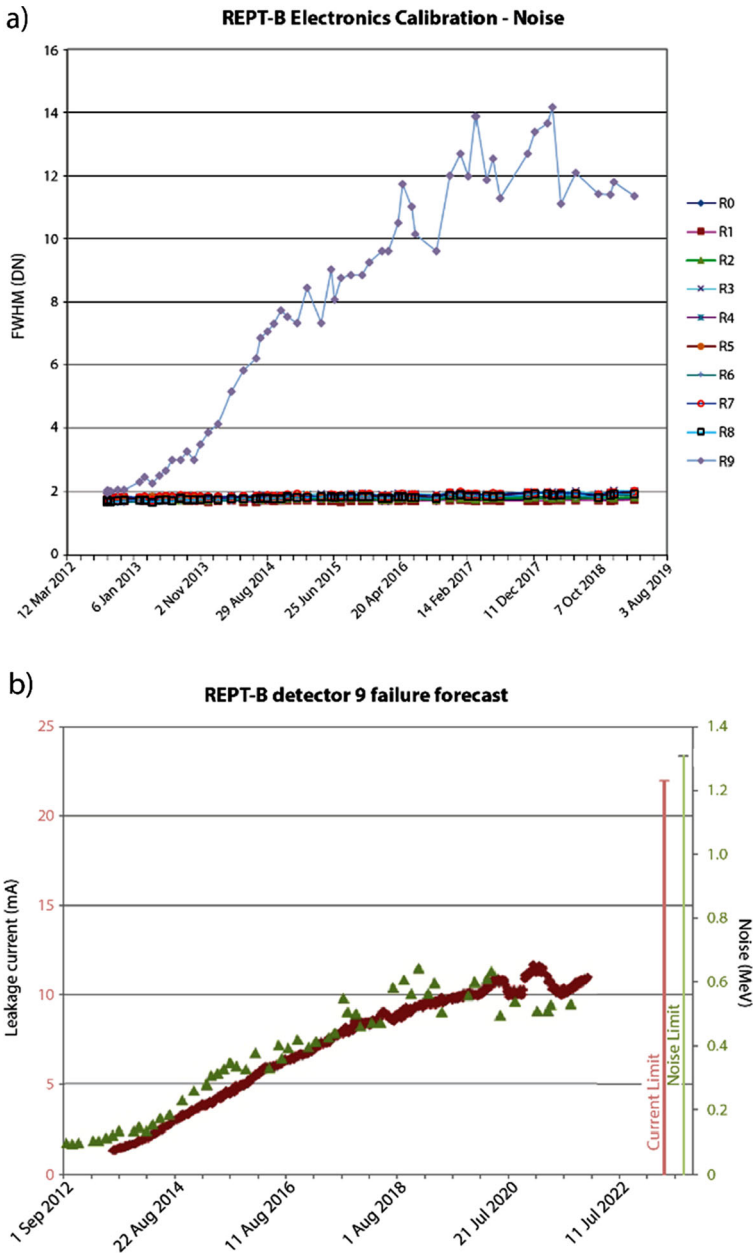 a)
REPT-B Electronics Calibration - Noise
FWHM (DN)
16
14
12
10
8
6
4
2
0
12 Mar 2012
6 Jan 2013
2 Nov 2013
29 Aug 2014
25 Jun 2015
20 Apr 2016
14 Feb 2017
11 Dec 2017
7 Oct 2018
3 Aug 2019
R0
R1
R2
R3
R4
R5
R6
R7
R8
R9
b)
REPT-B detector 9 failure forecast
Leakage current (mA)
25
20
15
10
5
0
1.4
1.2
1.0
0.8
0.6
0.4
0.2
0
Noise (MeV)
Current Limit
Noise Limit
1 Sep 2012
22 Aug 2014
11 Aug 2016
1 Aug 2018
21 Jul 2020
11 Jul 2022